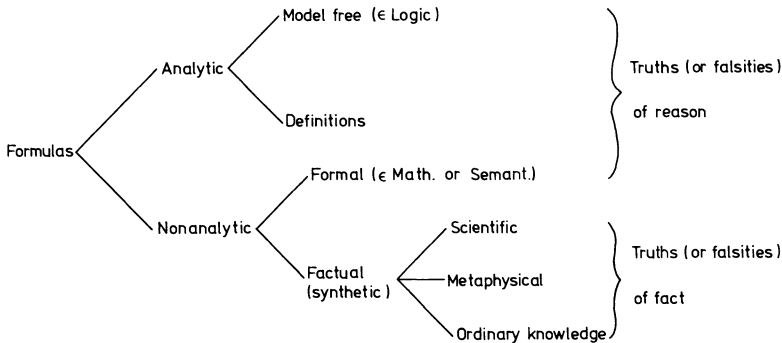 Model free (ϵ Logic)
Analytic
Truths (or falsities)
of reason
Definitions
Formulas
Formal (ϵ Math. or Semant.)
Nonanalytic
Scientific
Factual
(synthetic)
Metaphysical
Truths (or falsities)
of fact
Ordinary knowledge